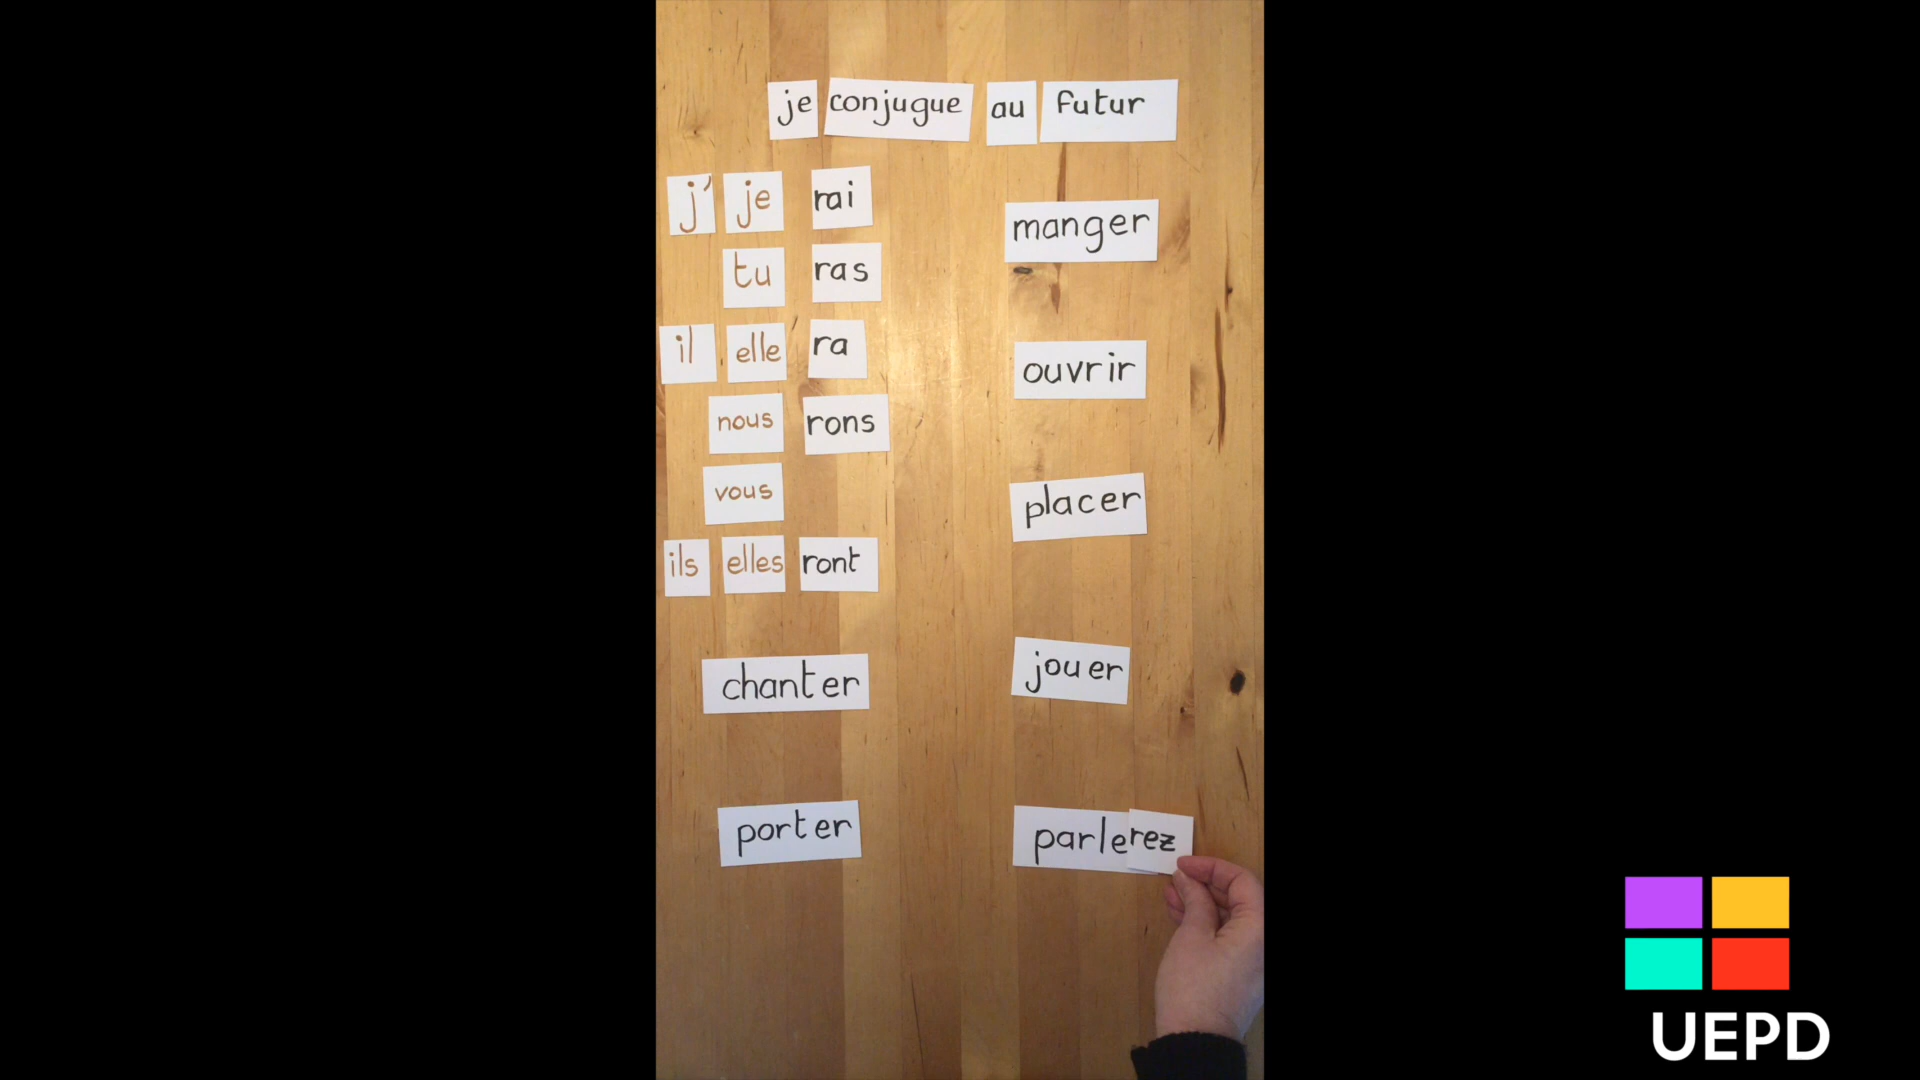 je conjugue au futur
j' je rai
tu ras
il elle ra
nous rons
vous
ils elles ront
chanter
porter
manger
ouvrir
placer
jouer
parlerez
UEPD